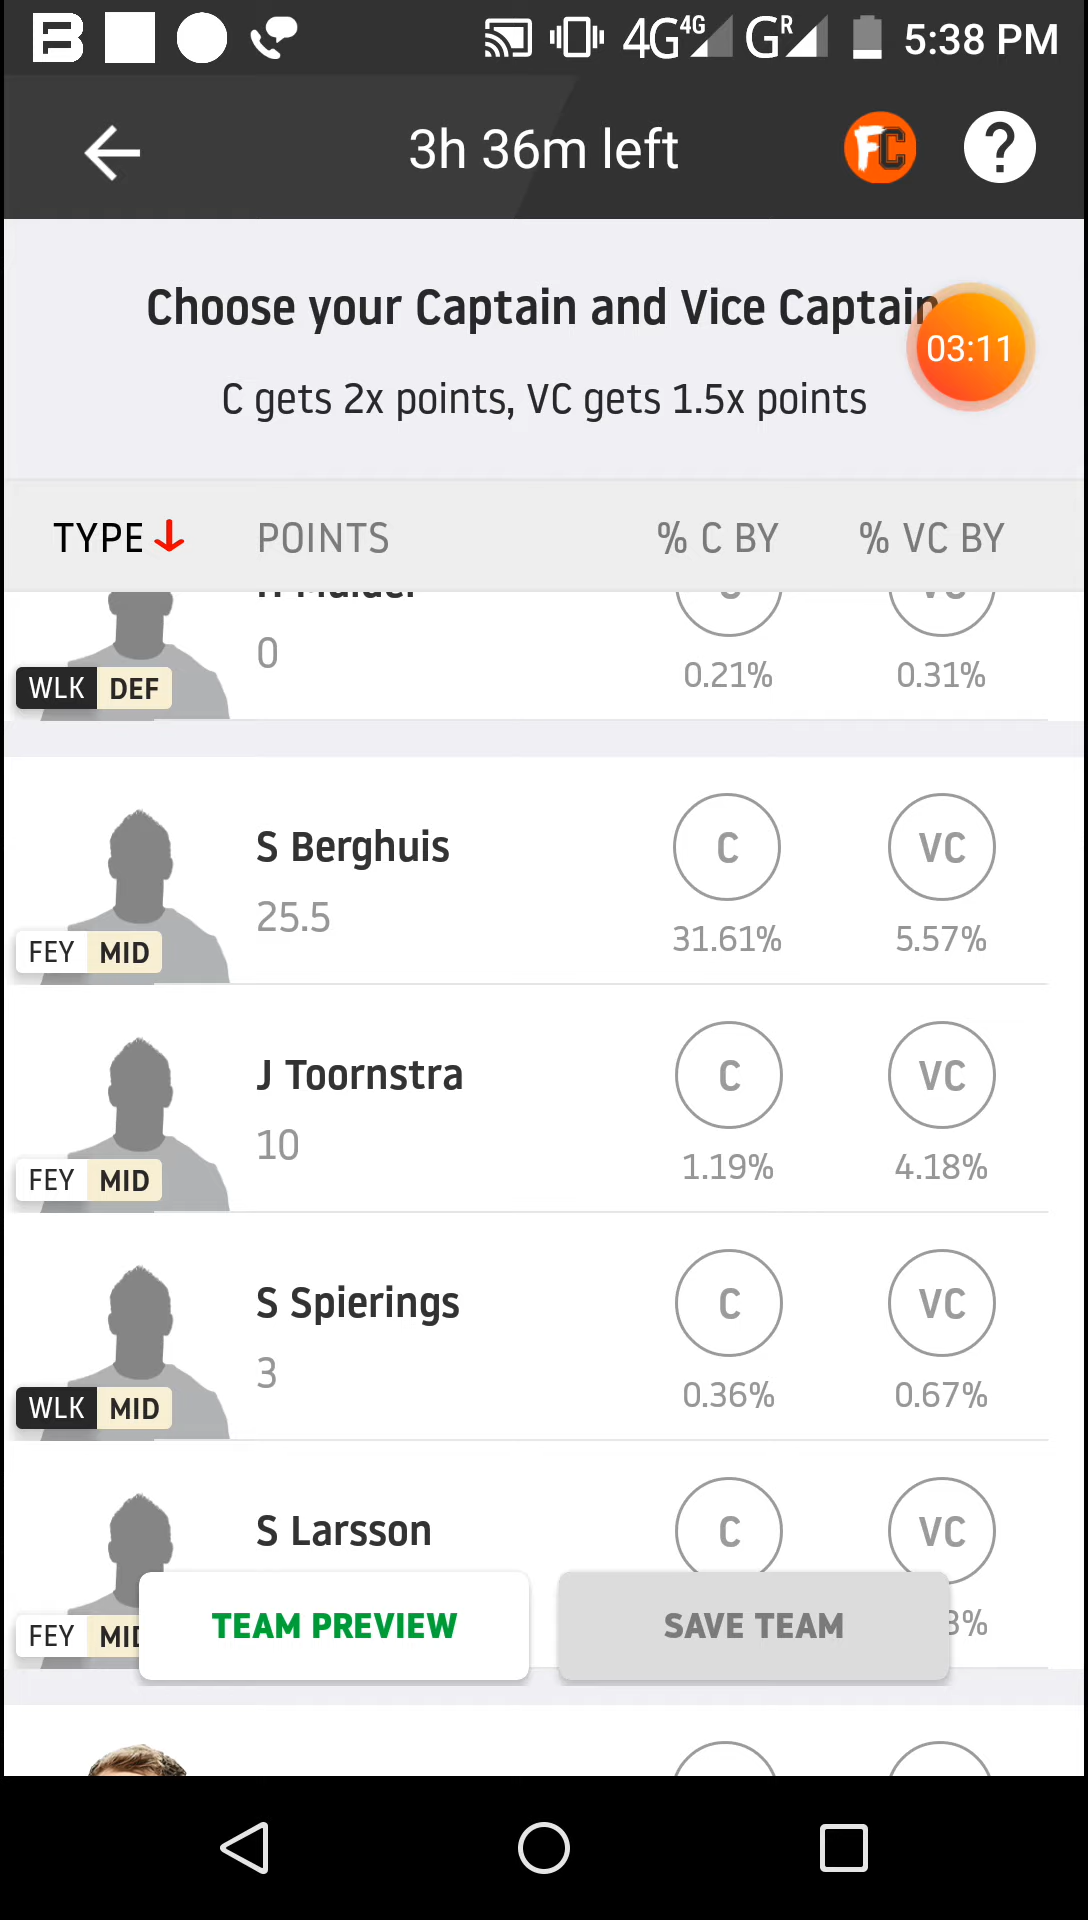 4G 4G G R 5:38 PM
3h 36m left FC ?
Choose your Captain and Vice Captain
03:11
C gets 2x points, VC gets 1.5x points
TYPE POINTS % C BY % VC BY
0 0.21% 0.31%
WLK DEF
S Berghuis C VC
25.5 31.61% 5.57%
FEY MID
J Toornstra C VC
10 1.19% 4.18%
FEY MID
S Spierings C VC
3 0.36% 0.67%
WLK MID
S Larsson C VC
FEY MID
TEAM PREVIEW SAVE TEAM